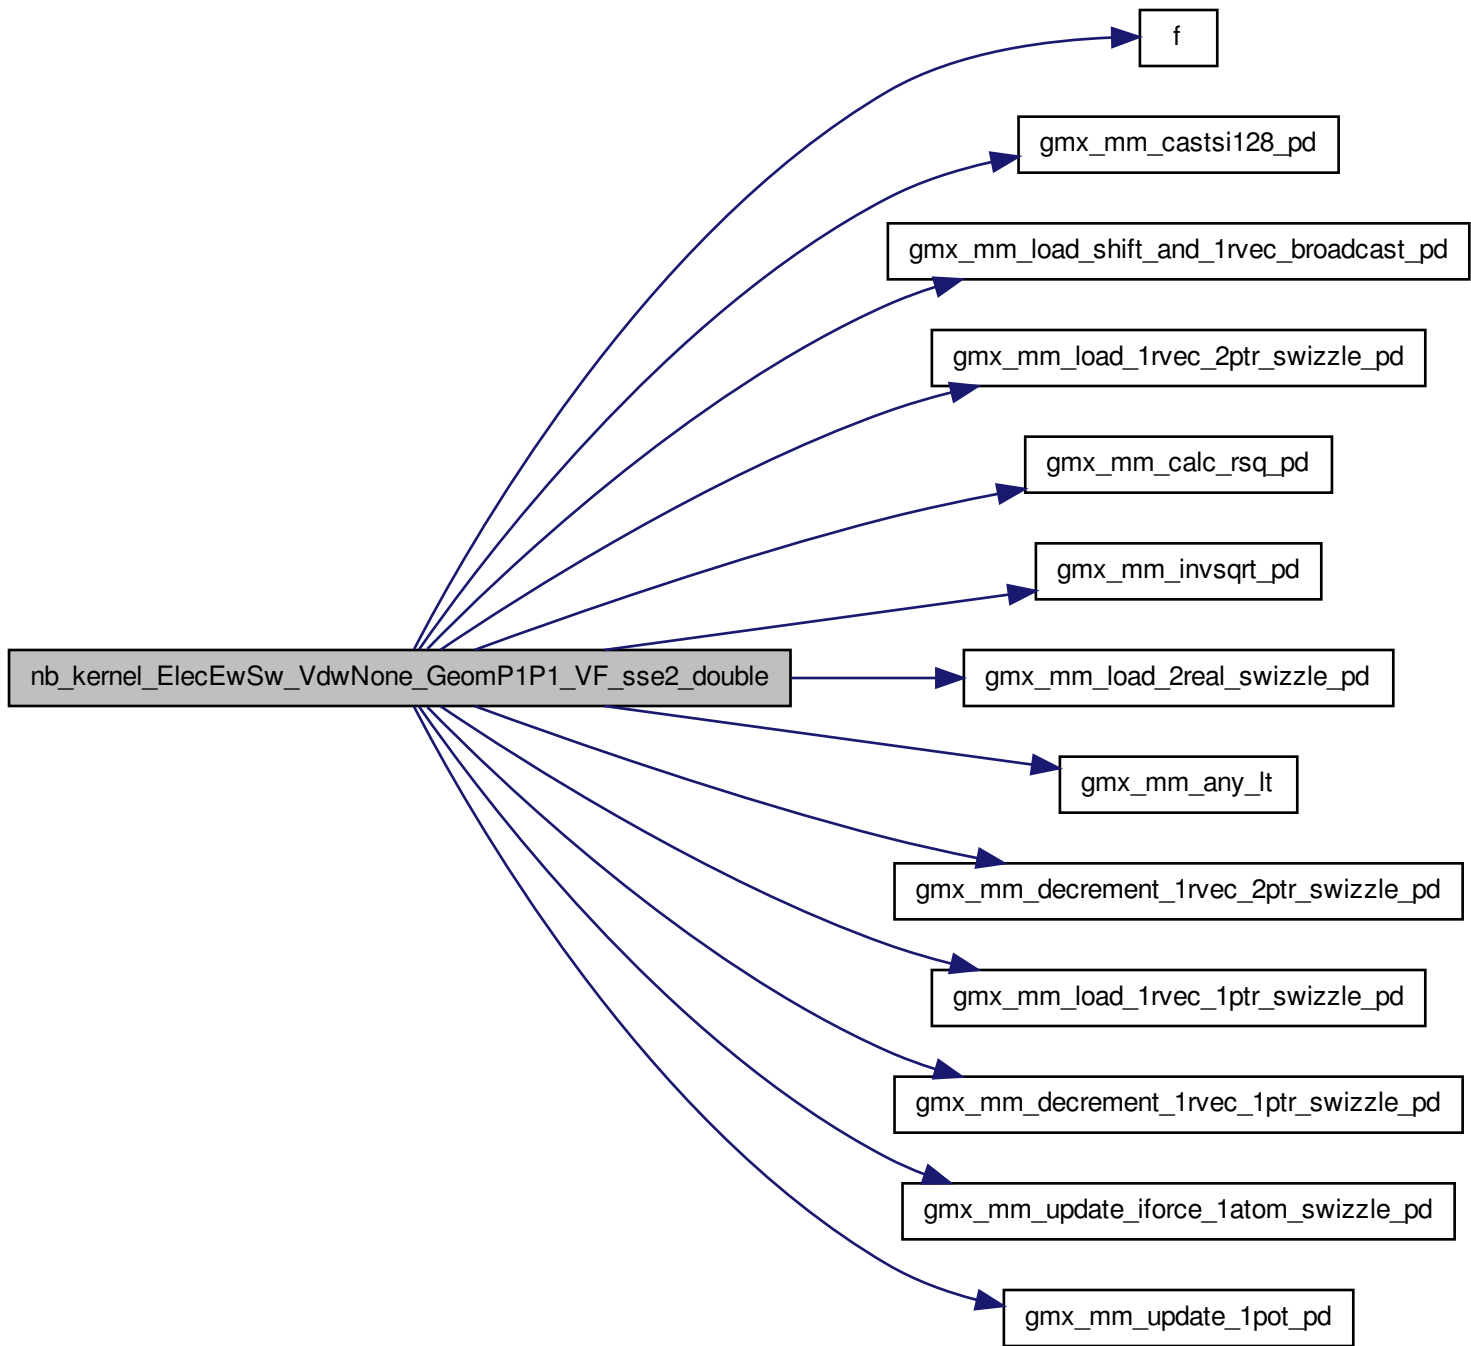 f
gmx_mm_castsi128_pd
gmx_mm_load_shift_and_1rvec_broadcast_pd
gmx_mm_load_1rvec_2ptr_swizzle_pd
gmx_mm_calc_rsq_pd
gmx_mm_invsqrt_pd
nb_kernel_ElecEwSw_VdwNone_GeomP1P1_VF_sse2_double
gmx_mm_load_2real_swizzle_pd
gmx_mm_any_lt
gmx_mm_decrement_1rvec_2ptr_swizzle_pd
gmx_mm_load_1rvec_1ptr_swizzle_pd
gmx_mm_decrement_1rvec_1ptr_swizzle_pd
gmx_mm_update_iforce_1atom_swizzle_pd
gmx_mm_update_1pot_pd